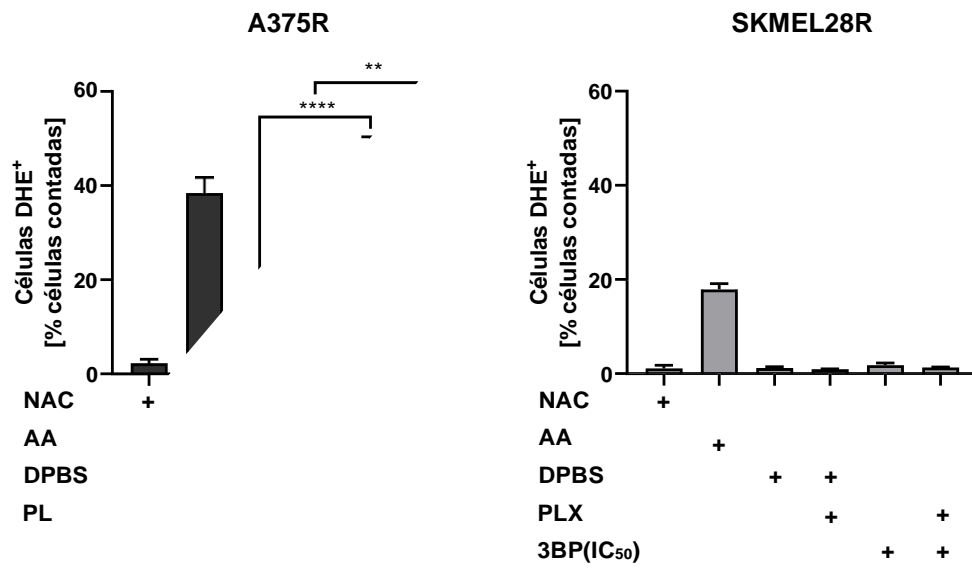 A375R
Células DHE⁺
[% células contadas]
60
40
20
0
**
****
NAC +
AA
DPBS
PL
SKMEL28R
Células DHE⁺
[% células contadas]
60
40
20
0
NAC +
AA +
DPBS + +
PLX + +
3BP(IC₅₀) + +